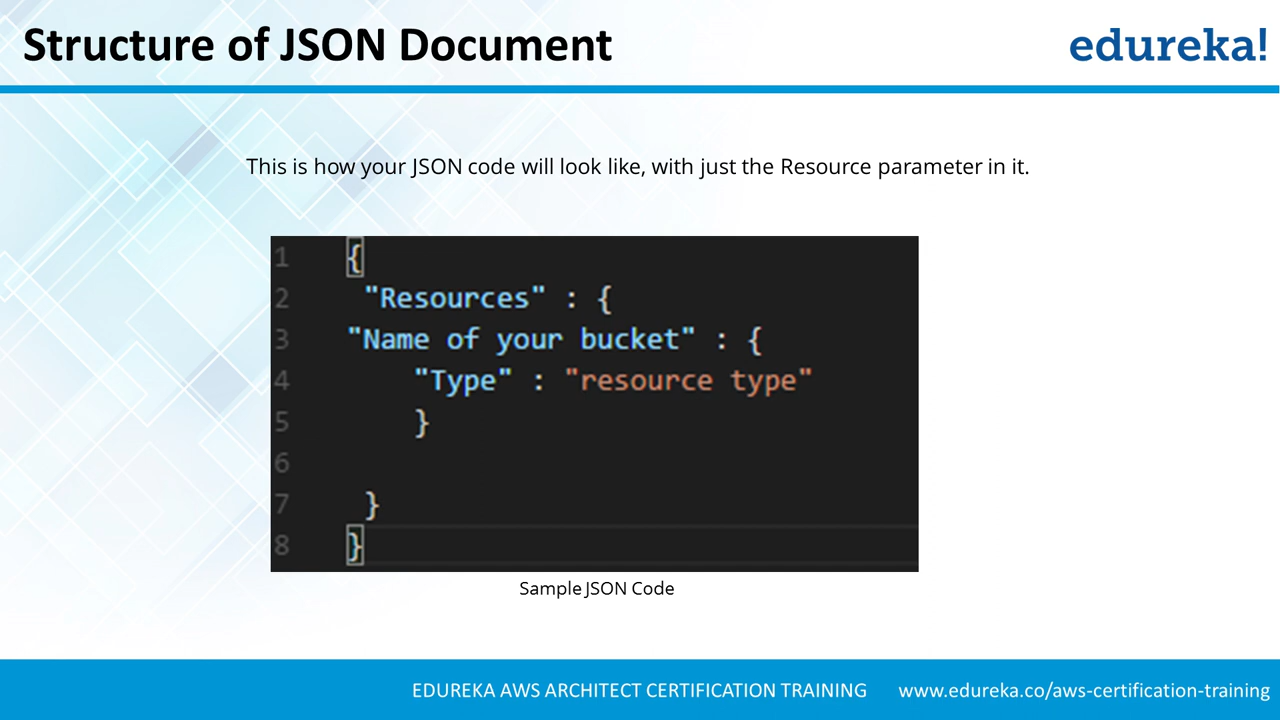 Structure of JSON Document
edureka!
This is how your JSON code will look like, with just the Resource parameter in it.
1 {
2 "Resources" : {
3 "Name of your bucket" : {
4 "Type" : "resource type"
5 }
6
7 }
8 }
Sample JSON Code
EDUREKA AWS ARCHITECT CERTIFICATION TRAINING
www.edureka.co/aws-certification-training